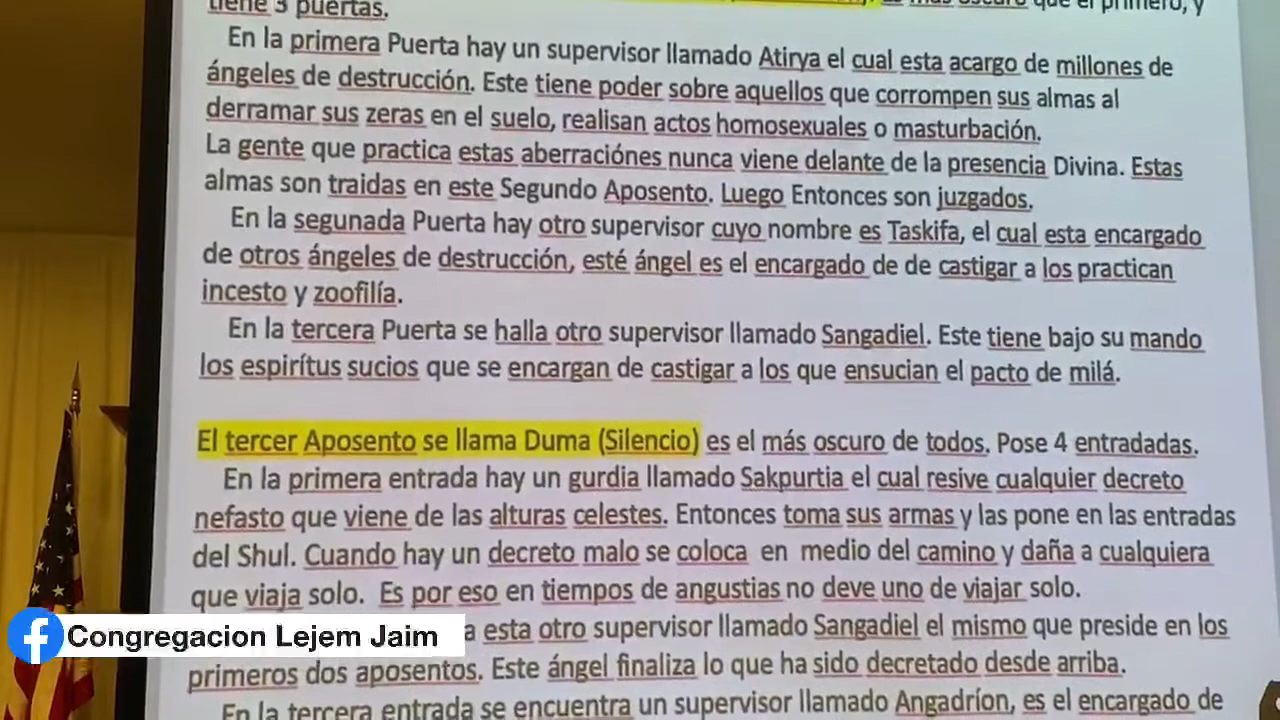 tiene 3 puertas. es mas oscuro que el primero, y
En la primera Puerta hay un supervisor llamado Atirya el cual esta acargo de millones de
ángeles de destrucción. Este tiene poder sobre aquellos que corrompen sus almas al
derramar sus zeras en el suelo, realisan actos homosexuales o masturbación.
La gente que practica estas aberraciónes nunca viene delante de la presencia Divina. Estas
almas son traidas en este Segundo Aposento. Luego Entonces son juzgados.
En la segunada Puerta hay otro supervisor cuyo nombre es Taskifa, el cual esta encargado
de otros ángeles de destrucción, esté ángel es el encargado de de castigar a los practican
incesto y zoofilía.
En la tercera Puerta se halla otro supervisor llamado Sangadiel. Este tiene bajo su mando
los espirítus sucios que se encargan de castigar a los que ensucian el pacto de milá.
El tercer Aposento se llama Duma (Silencio) es el más oscuro de todos. Pose 4 entradadas.
En la primera entrada hay un gurdia llamado Sakpurtia el cual resive cualquier decreto
nefasto que viene de las alturas celestes. Entonces toma sus armas y las pone en las entradas
del Shul. Cuando hay un decreto malo se coloca en medio del camino y daña a cualquiera
que viaja solo. Es por eso en tiempos de angustias no deve uno de viajar solo.
a esta otro supervisor llamado Sangadiel el mismo que preside en los
primeros dos aposentos. Este ángel finaliza lo que ha sido decretado desde arriba.
En la tercera entrada se encuentra un supervisor llamado Angadríon, es el encargado de
Congregacion Lejem Jaim